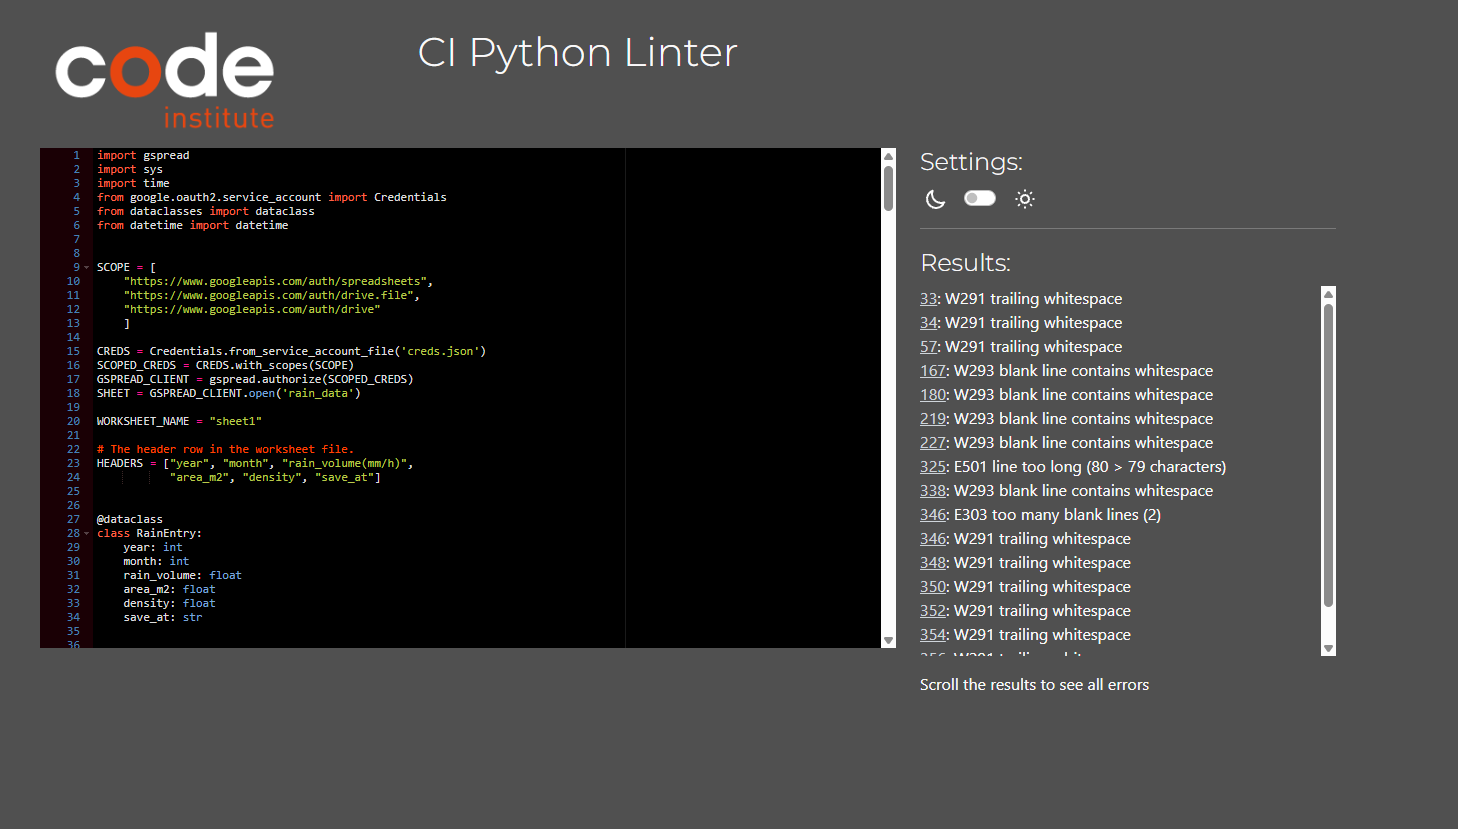 code
institute
CI Python Linter
1 import gspread
2 import sys
3 import time
4 from google.oauth2.service_account import Credentials
5 from dataclasses import dataclass
6 from datetime import datetime
7
8
9 SCOPE = [
10 "https://www.googleapis.com/auth/spreadsheets",
11 "https://www.googleapis.com/auth/drive.file",
12 "https://www.googleapis.com/auth/drive"
13 ]
14
15 CREDS = Credentials.from_service_account_file('creds.json')
16 SCOPED_CREDS = CREDS.with_scopes(SCOPE)
17 GSPREAD_CLIENT = gspread.authorize(SCOPED_CREDS)
18 SHEET = GSPREAD_CLIENT.open('rain_data')
19
20 WORKSHEET_NAME = "sheet1"
21
22 # The header row in the worksheet file.
23 HEADERS = ["year", "month", "rain_volume(mm/h)",
24 "area_m2", "density", "save_at"]
25
26
27 @dataclass
28 class RainEntry:
29 year: int
30 month: int
31 rain_volume: float
32 area_m2: float
33 density: float
34 save_at: str
35
36
Settings:
Results:
33: W291 trailing whitespace
34: W291 trailing whitespace
57: W291 trailing whitespace
167: W293 blank line contains whitespace
180: W293 blank line contains whitespace
219: W293 blank line contains whitespace
227: W293 blank line contains whitespace
325: E501 line too long (80 > 79 characters)
338: W293 blank line contains whitespace
346: E303 too many blank lines (2)
346: W291 trailing whitespace
348: W291 trailing whitespace
350: W291 trailing whitespace
352: W291 trailing whitespace
354: W291 trailing whitespace
356: W291 trailing whitespace
Scroll the results to see all errors